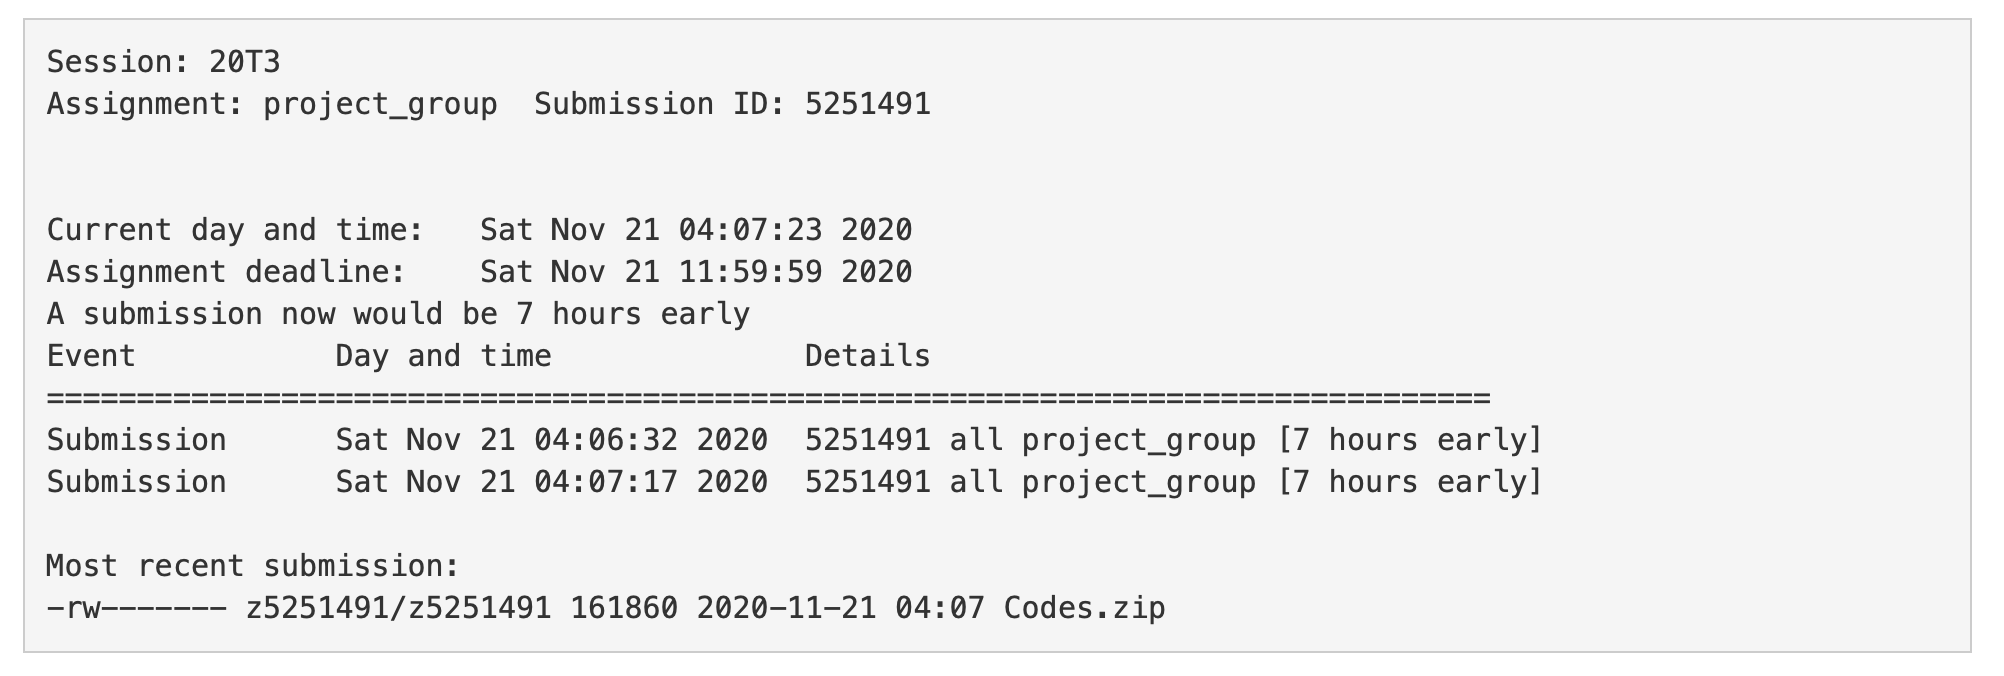 Session: 20T3
Assignment: project_group  Submission ID: 5251491
Current day and time:   Sat Nov 21 04:07:23 2020
Assignment deadline:    Sat Nov 21 11:59:59 2020
A submission now would be 7 hours early
Event           Day and time              Details
================================================================================
Submission      Sat Nov 21 04:06:32 2020  5251491 all project_group [7 hours early]
Submission      Sat Nov 21 04:07:17 2020  5251491 all project_group [7 hours early]
Most recent submission:
-rw------- z5251491/z5251491 161860 2020-11-21 04:07 Codes.zip